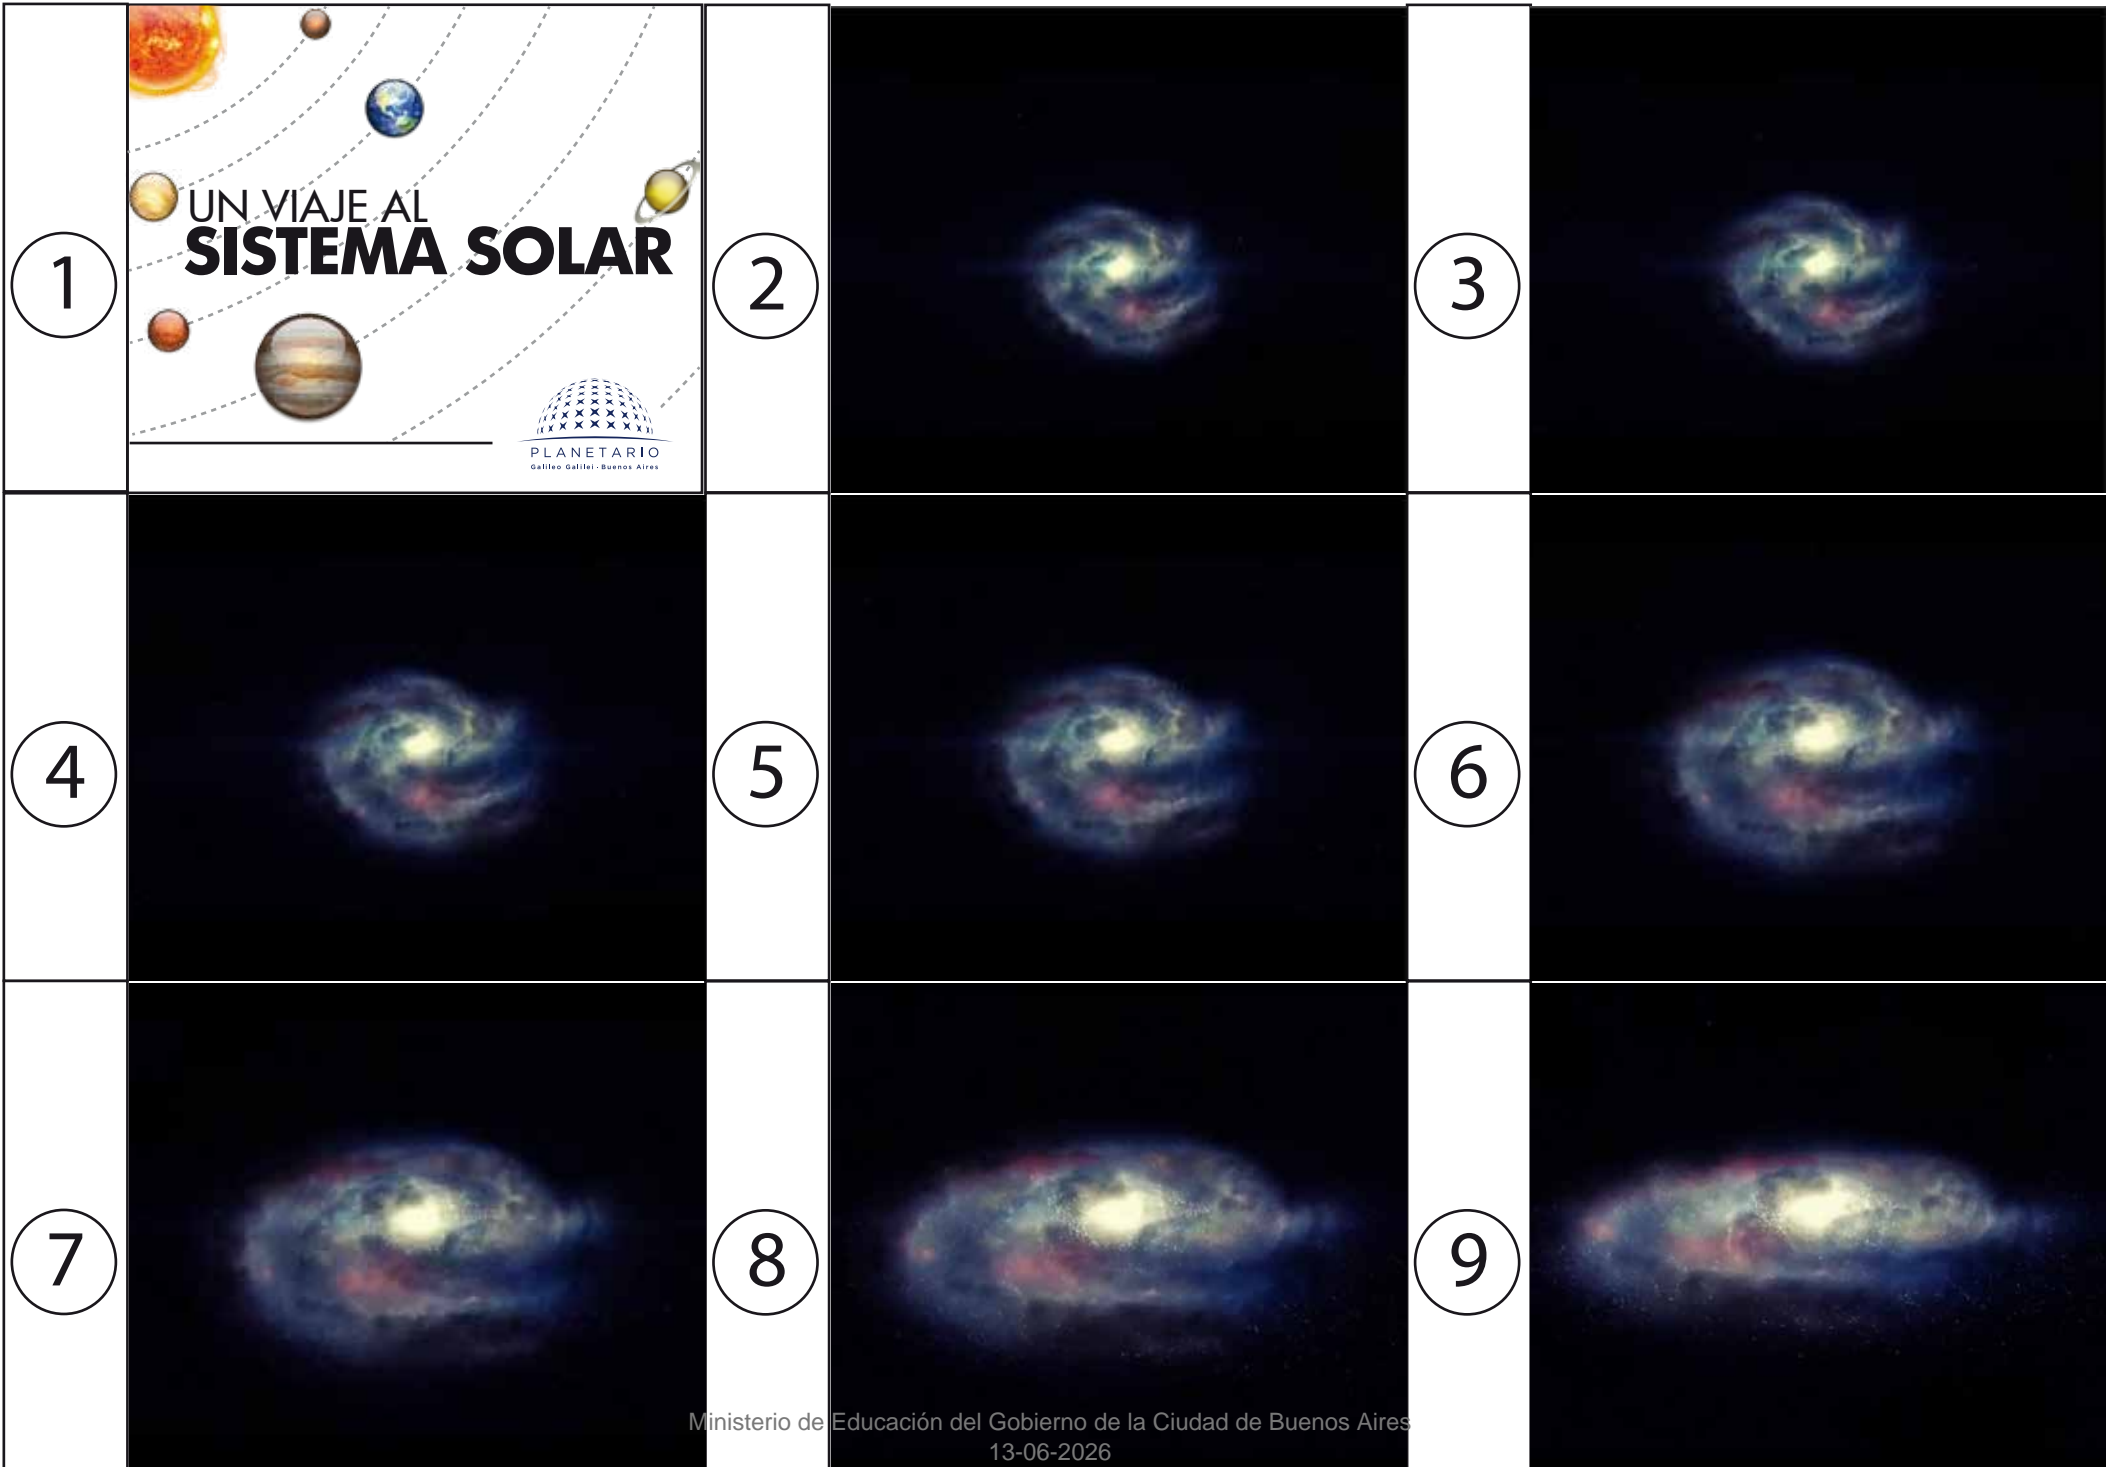 1
UN VIAJE AL
SISTEMA SOLAR
PLANETARIO
Galileo Galilei · Buenos Aires
2
3
4
5
6
7
8
9
Ministerio de Educación del Gobierno de la Ciudad de Buenos Aires
13-06-2026